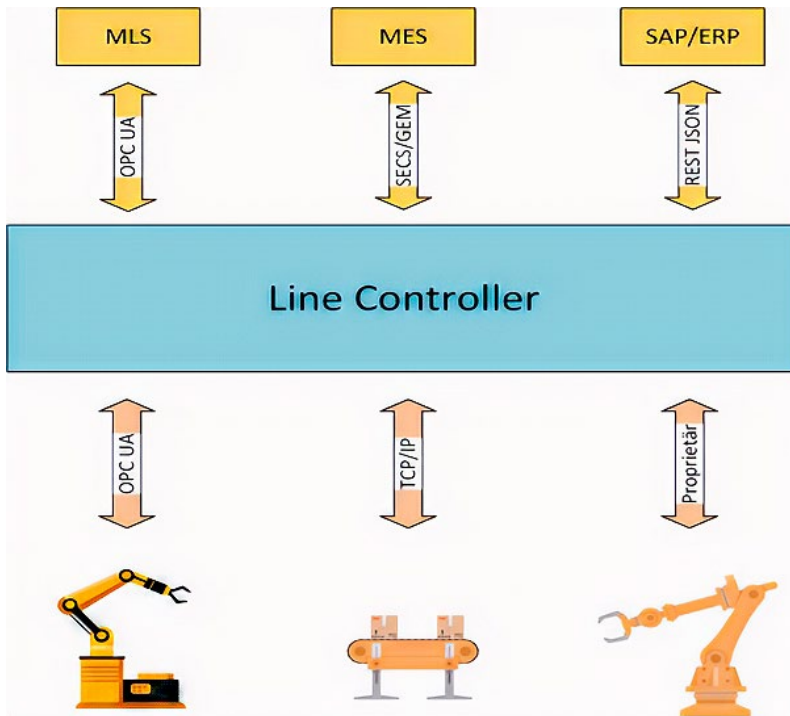 MLS
MES
SAP/ERP
OPC UA
SECS/GEM
REST JSON
Line Controller
OPC UA
TCP/IP
Proprietär